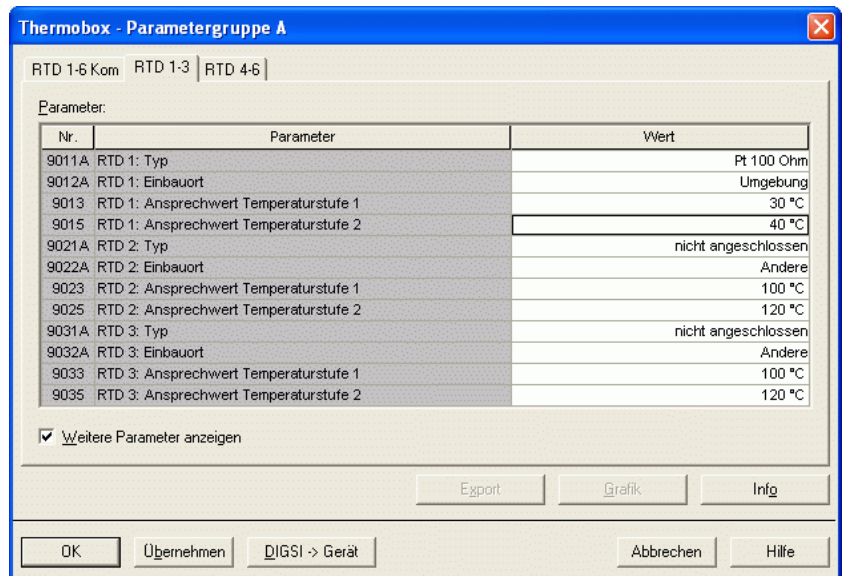 Thermobox - Parametergruppe A
RTD 1-6 Kom RTD 1-3 RTD 4-6
Parameter:
Nr. Parameter Wert
9011A RTD 1: Typ Pt 100 Ohm
9012A RTD 1: Einbauort Umgebung
9013 RTD 1: Ansprechwert Temperaturstufe 1 30 °C
9015 RTD 1: Ansprechwert Temperaturstufe 2 40 °C
9021A RTD 2: Typ nicht angeschlossen
9022A RTD 2: Einbauort Andere
9023 RTD 2: Ansprechwert Temperaturstufe 1 100 °C
9025 RTD 2: Ansprechwert Temperaturstufe 2 120 °C
9031A RTD 3: Typ nicht angeschlossen
9032A RTD 3: Einbauort Andere
9033 RTD 3: Ansprechwert Temperaturstufe 1 100 °C
9035 RTD 3: Ansprechwert Temperaturstufe 2 120 °C
Weitere Parameter anzeigen
Export Grafik Info
OK Übernehmen DIGSI -> Gerät Abbrechen Hilfe